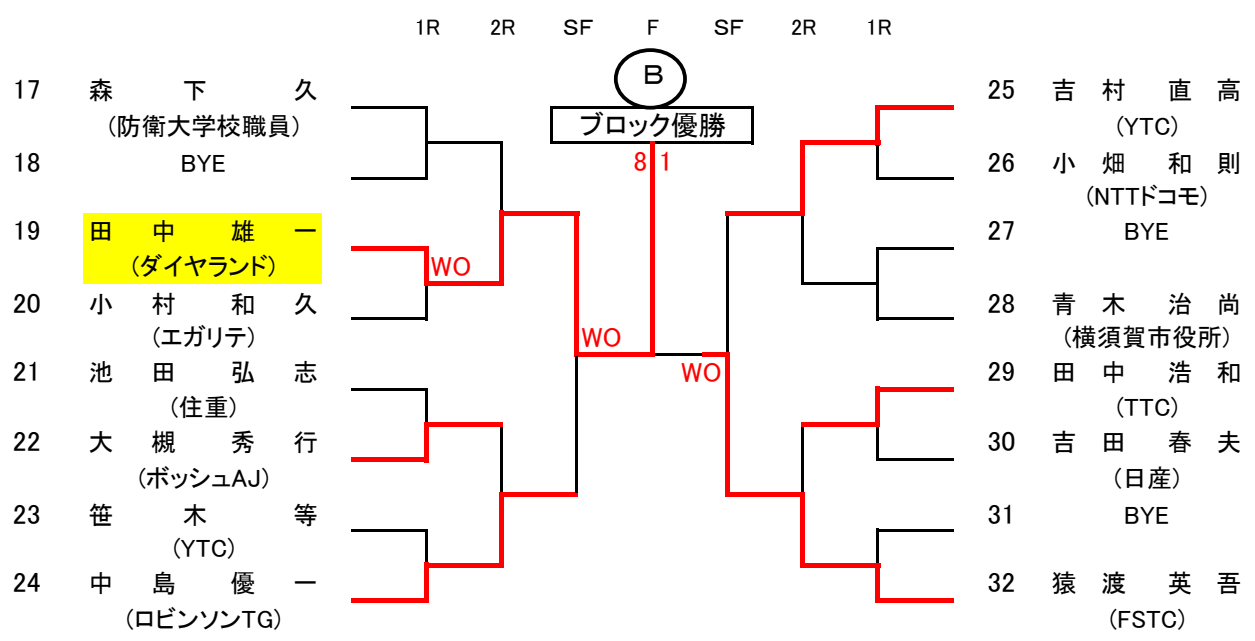 1R 2R SF F SF 2R 1R
B
ブロック優勝
8 1
17 森下久
(防衛大学校職員)
18 BYE
19 田中雄一
(ダイヤランド)
WO
20 小村和久
(エガリテ)
WO
21 池田弘志
(住重)
22 大槻秀行
(ボッシュAJ)
23 笹木等
(YTC)
24 中島優一
(ロビンソンTG)
25 吉村直高
(YTC)
26 小畑和則
(NTTドコモ)
27 BYE
28 青木治尚
(横須賀市役所)
WO
29 田中浩和
(TTC)
30 吉田春夫
(日産)
31 BYE
32 猿渡英吾
(FSTC)